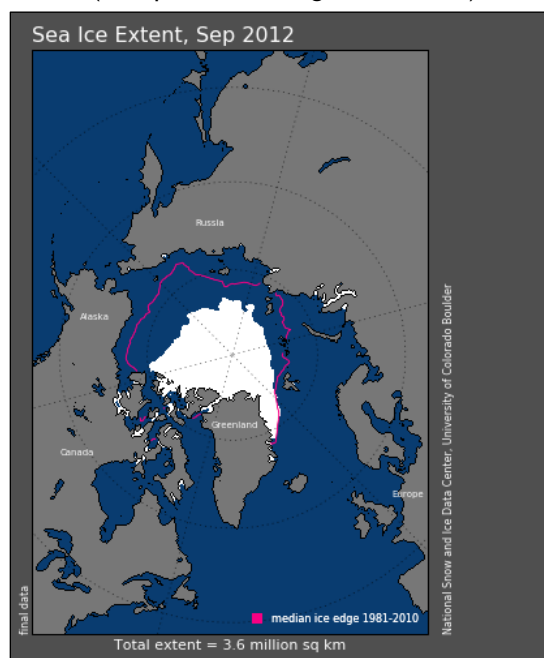 Sea Ice Extent, Sep 2012
Russia
Alaska
Greenland
Canada
Europe
median ice edge 1981-2010
final data
Total extent = 3.6 million sq km
National Snow and Ice Data Center, University of Colorado Boulder